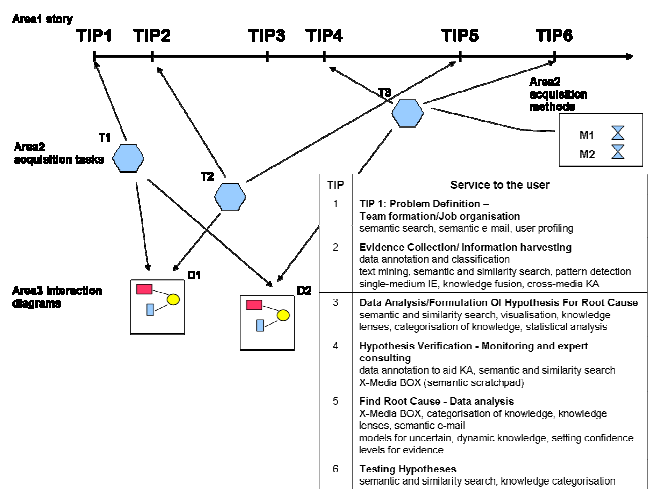 Area1 story
TIP1 TIP2 TIP3 TIP4 TIP5 TIP6
T3
Area2
acquisition
methods
M1
M2
T1
Area2
acquisition tasks
T2
D1
Area3 interaction
diagrams
D2
TIP Service to the user
1 TIP 1: Problem Definition –
Team formation/Job organisation
semantic search, semantic e mail, user profiling
2 Evidence Collection/ Information harvesting
data annotation and classification
text mining, semantic and similarity search, pattern detection
single-medium IE, knowledge fusion, cross-media KA
3 Data Analysis/Formulation Of Hypothesis For Root Cause
semantic and similarity search, visualisation, knowledge
lenses, categorisation of knowledge, statistical analysis
4 Hypothesis Verification - Monitoring and expert
consulting
data annotation to aid KA, semantic and similarity search
X-Media BOX (semantic scratchpad)
5 Find Root Cause - Data analysis
X-Media BOX, categorisation of knowledge, knowledge
lenses, semantic e-mail
models for uncertain, dynamic knowledge, setting confidence
levels for evidence
6 Testing Hypotheses
semantic and similarity search, knowledge categorisation